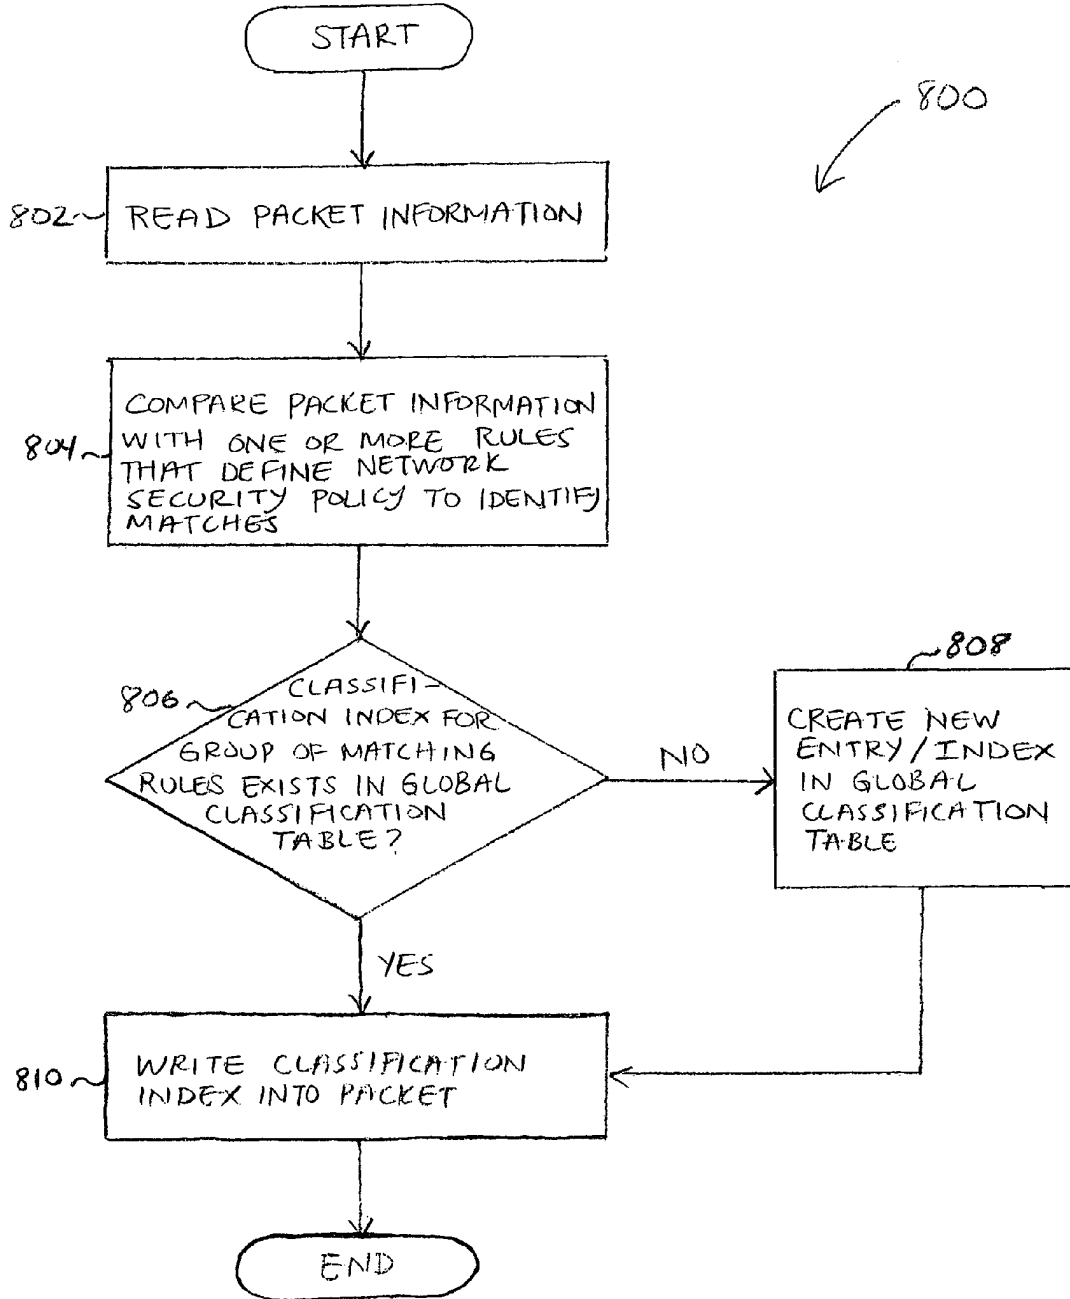 START
800
802
READ PACKET INFORMATION
804
COMPARE PACKET INFORMATION
WITH ONE OR MORE RULES
THAT DEFINE NETWORK
SECURITY POLICY TO IDENTIFY
MATCHES
806
CLASSIFI-
CATION INDEX FOR
GROUP OF MATCHING
RULES EXISTS IN GLOBAL
CLASSIFICATION
TABLE?
NO
808
CREATE NEW
ENTRY/INDEX
IN GLOBAL
CLASSIFICATION
TABLE
YES
810
WRITE CLASSIFICATION
INDEX INTO PACKET
END